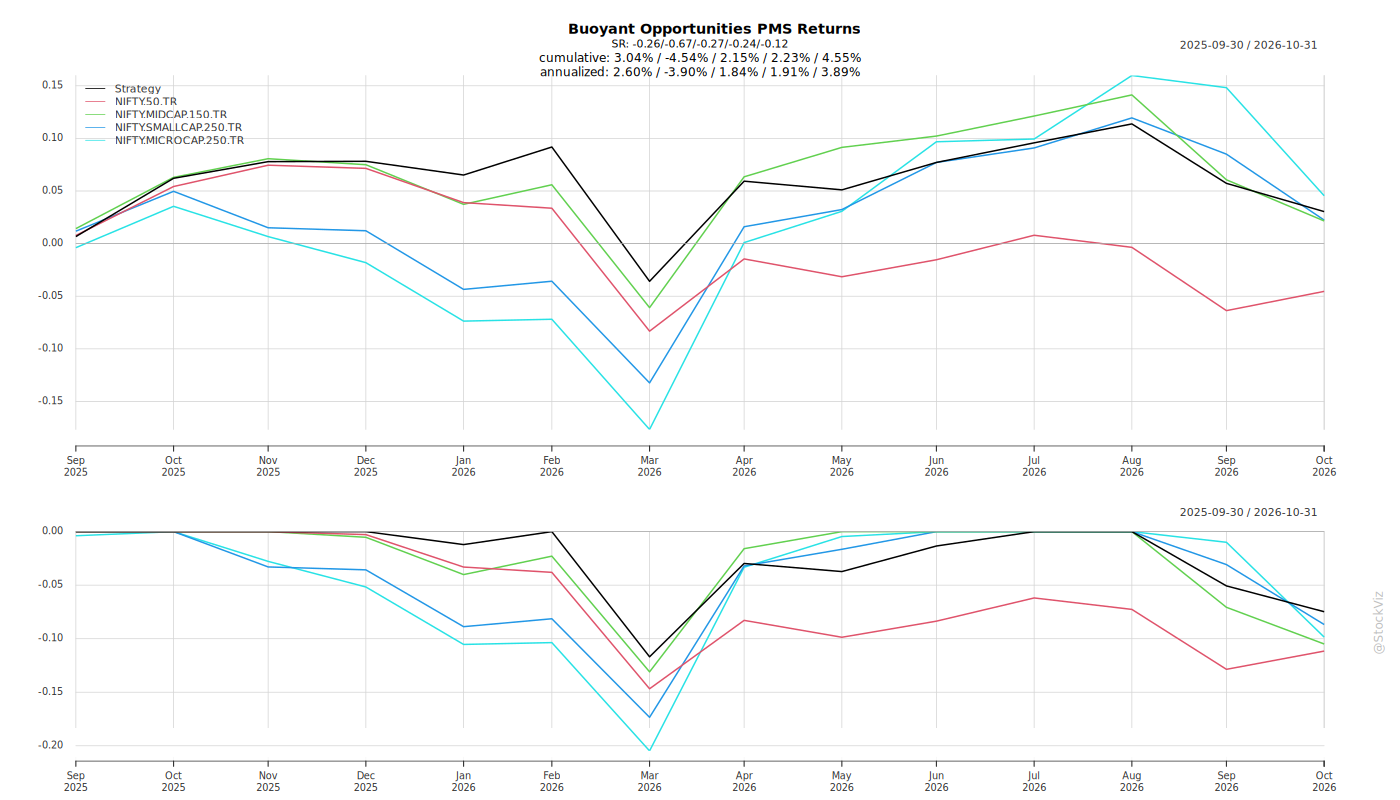 Buoyant Opportunities PMS Returns
SR: -0.26/-0.67/-0.27/-0.24/-0.12
cumulative: 3.04% / -4.54% / 2.15% / 2.23% / 4.55%
annualized: 2.60% / -3.90% / 1.84% / 1.91% / 3.89%
2025-09-30 / 2026-10-31
Strategy
NIFTY.50.TR
NIFTY.MIDCAP.150.TR
NIFTY.SMALLCAP.250.TR
NIFTY.MICROCAP.250.TR
0.15
0.10
0.05
0.00
-0.05
-0.10
-0.15
Sep Oct Nov Dec Jan Feb Mar Apr May Jun Jul Aug Sep Oct
2025 2025 2025 2025 2026 2026 2026 2026 2026 2026 2026 2026 2026 2026
2025-09-30 / 2026-10-31
0.00
-0.05
-0.10
-0.15
-0.20
Sep Oct Nov Dec Jan Feb Mar Apr May Jun Jul Aug Sep Oct
2025 2025 2025 2025 2026 2026 2026 2026 2026 2026 2026 2026 2026 2026
@StockViz